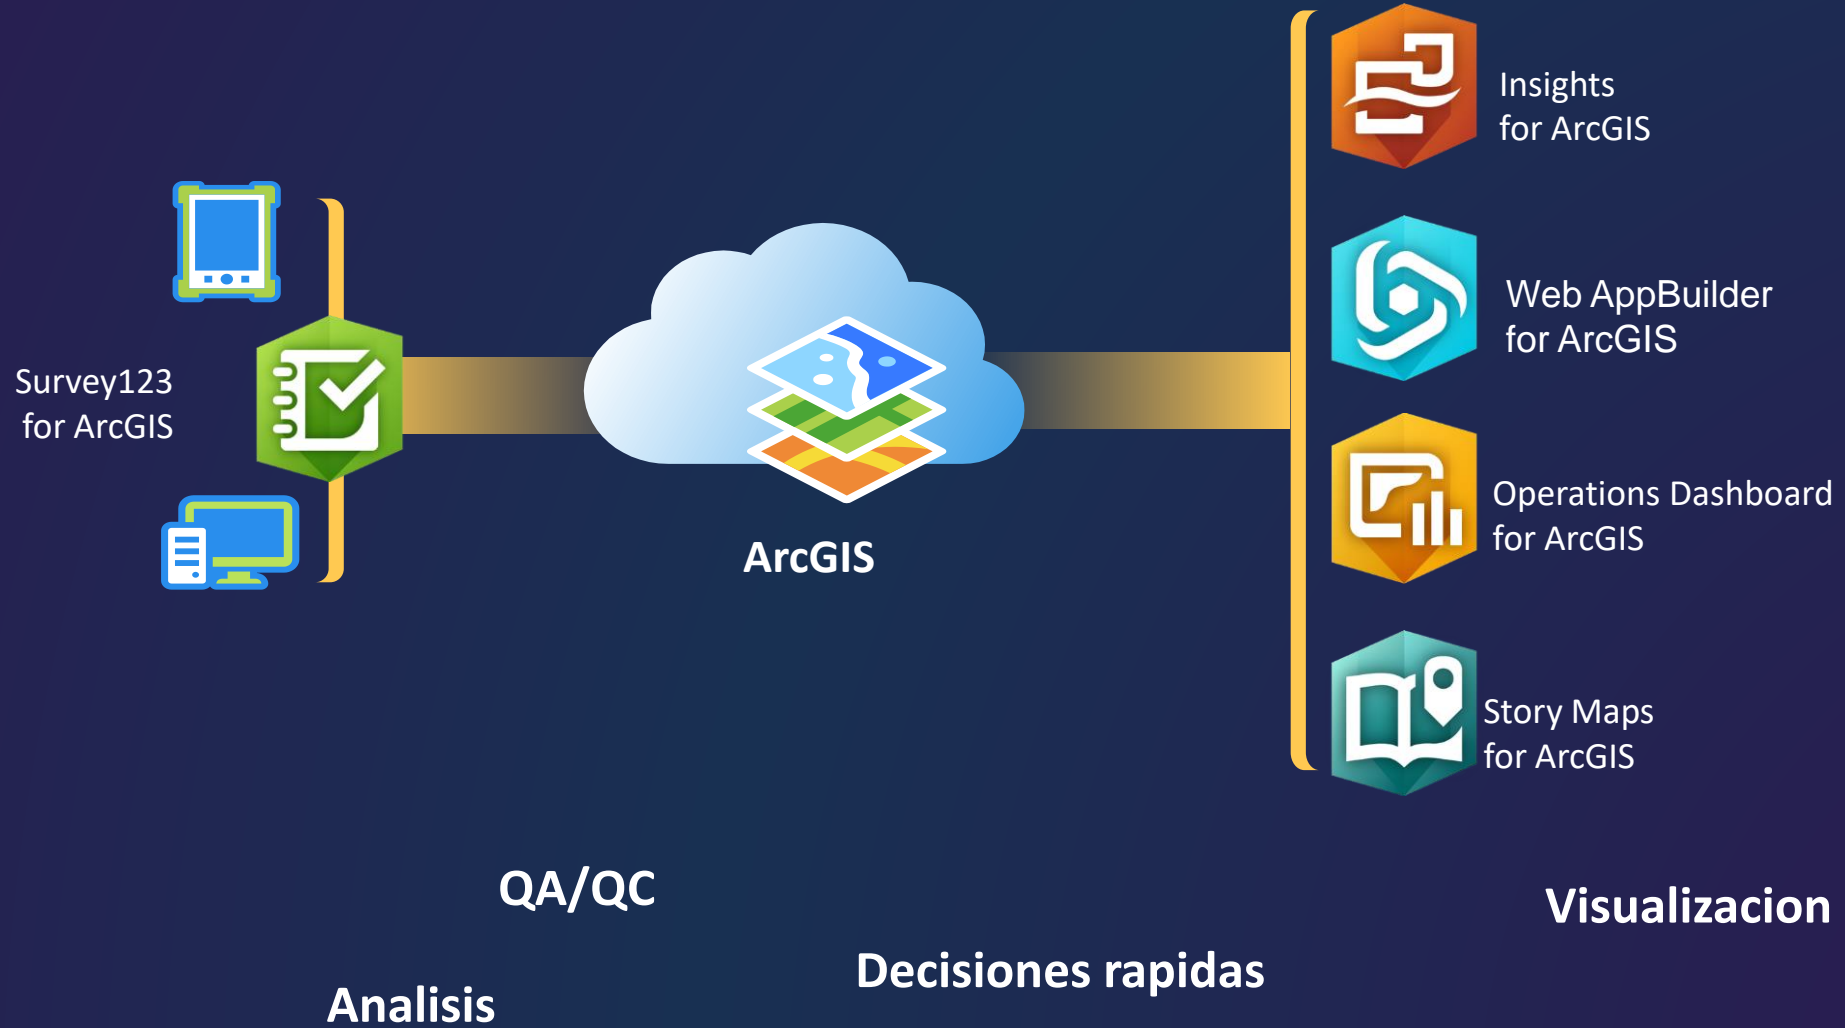 Insights
for ArcGIS
Web AppBuilder
for ArcGIS
Survey123
for ArcGIS
Operations Dashboard
for ArcGIS
ArcGIS
Story Maps
for ArcGIS
QA/QC
Visualizacion
Decisiones rapidas
Analisis